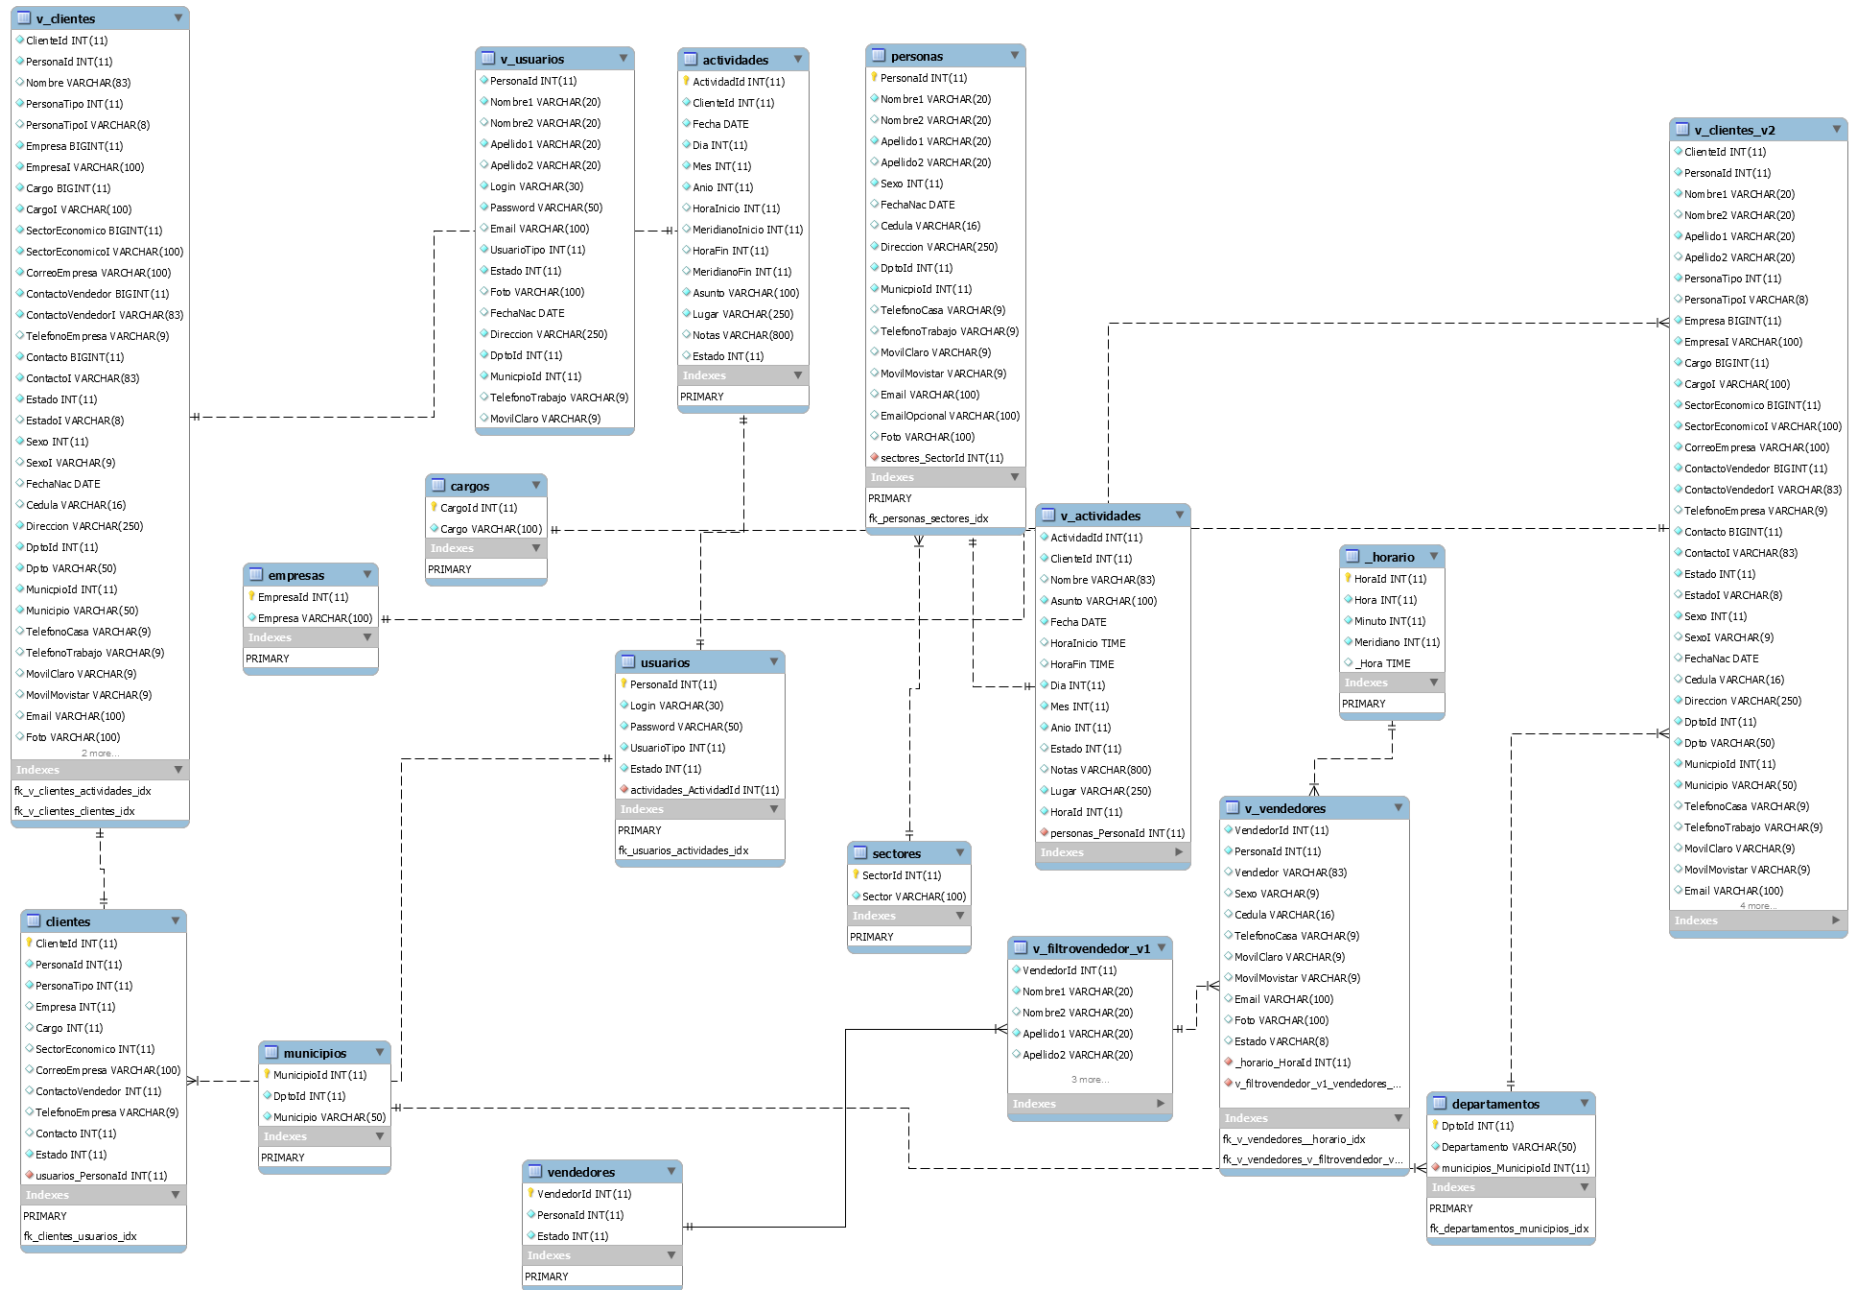 v_clientes
ClienteId INT(11)
PersonaId INT(11)
Nombre VARCHAR(83)
PersonaTipo INT(11)
PersonaTipoI VARCHAR(8)
Empresa BIGINT(11)
EmpresaI VARCHAR(100)
Cargo BIGINT(11)
CargoI VARCHAR(100)
SectorEconomico BIGINT(11)
SectorEconomicoI VARCHAR(100)
CorreoEmpresa VARCHAR(100)
ContactoVendedor BIGINT(11)
ContactoVendedorI VARCHAR(83)
TelefonoEmpresa VARCHAR(9)
Contacto BIGINT(11)
ContactoI VARCHAR(83)
Estado INT(11)
EstadoI VARCHAR(8)
Sexo INT(11)
SexoI VARCHAR(9)
FechaNac DATE
Cedula VARCHAR(16)
Direccion VARCHAR(250)
DptoId INT(11)
Dpto VARCHAR(50)
MunicpioId INT(11)
Municipio VARCHAR(50)
TelefonoCasa VARCHAR(9)
TelefonoTrabajo VARCHAR(9)
MovilClaro VARCHAR(9)
MovilMovistar VARCHAR(9)
Email VARCHAR(100)
Foto VARCHAR(100)
2 more...
Indexes
fk_v_clientes_actividades_idx
fk_v_clientes_clientes_idx
v_usuarios
PersonaId INT(11)
Nombre1 VARCHAR(20)
Nombre2 VARCHAR(20)
Apellido1 VARCHAR(20)
Apellido2 VARCHAR(20)
Login VARCHAR(30)
Password VARCHAR(50)
Email VARCHAR(100)
UsuarioTipo INT(11)
Estado INT(11)
Foto VARCHAR(100)
FechaNac DATE
Direccion VARCHAR(250)
DptoId INT(11)
MunicpioId INT(11)
TelefonoTrabajo VARCHAR(9)
MovilClaro VARCHAR(9)
actividades
ActividadId INT(11)
ClienteId INT(11)
Fecha DATE
Dia INT(11)
Mes INT(11)
Anio INT(11)
HoraInicio INT(11)
MeridianoInicio INT(11)
HoraFin INT(11)
MeridianoFin INT(11)
Asunto VARCHAR(100)
Lugar VARCHAR(250)
Notas VARCHAR(800)
Estado INT(11)
Indexes
PRIMARY
personas
PersonaId INT(11)
Nombre1 VARCHAR(20)
Nombre2 VARCHAR(20)
Apellido1 VARCHAR(20)
Apellido2 VARCHAR(20)
Sexo INT(11)
FechaNac DATE
Cedula VARCHAR(16)
Direccion VARCHAR(250)
DptoId INT(11)
MunicpioId INT(11)
TelefonoCasa VARCHAR(9)
TelefonoTrabajo VARCHAR(9)
MovilClaro VARCHAR(9)
MovilMovistar VARCHAR(9)
Email VARCHAR(100)
EmailOpcional VARCHAR(100)
Foto VARCHAR(100)
sectores_SectorId INT(11)
Indexes
PRIMARY
fk_personas_sectores_idx
v_clientes_v2
ClienteId INT(11)
PersonaId INT(11)
Nombre1 VARCHAR(20)
Nombre2 VARCHAR(20)
Apellido1 VARCHAR(20)
Apellido2 VARCHAR(20)
PersonaTipo INT(11)
PersonaTipoI VARCHAR(8)
Empresa BIGINT(11)
EmpresaI VARCHAR(100)
Cargo BIGINT(11)
CargoI VARCHAR(100)
SectorEconomico BIGINT(11)
SectorEconomicoI VARCHAR(100)
CorreoEmpresa VARCHAR(100)
ContactoVendedor BIGINT(11)
ContactoVendedorI VARCHAR(83)
TelefonoEmpresa VARCHAR(9)
Contacto BIGINT(11)
ContactoI VARCHAR(83)
Estado INT(11)
EstadoI VARCHAR(8)
Sexo INT(11)
SexoI VARCHAR(9)
FechaNac DATE
Cedula VARCHAR(16)
Direccion VARCHAR(250)
DptoId INT(11)
Dpto VARCHAR(50)
MunicpioId INT(11)
Municipio VARCHAR(50)
TelefonoCasa VARCHAR(9)
TelefonoTrabajo VARCHAR(9)
MovilClaro VARCHAR(9)
MovilMovistar VARCHAR(9)
Email VARCHAR(100)
4 more...
Indexes
cargos
CargoId INT(11)
Cargo VARCHAR(100)
Indexes
PRIMARY
empresas
EmpresaId INT(11)
Empresa VARCHAR(100)
Indexes
PRIMARY
v_actividades
ActividadId INT(11)
ClienteId INT(11)
Nombre VARCHAR(83)
Asunto VARCHAR(100)
Fecha DATE
HoraInicio TIME
HoraFin TIME
Dia INT(11)
Mes INT(11)
Anio INT(11)
Estado INT(11)
Notas VARCHAR(800)
Lugar VARCHAR(250)
HoraId INT(11)
personas_PersonaId INT(11)
Indexes
_horario
HoraId INT(11)
Hora INT(11)
Minuto INT(11)
Meridiano INT(11)
_Hora TIME
Indexes
PRIMARY
usuarios
PersonaId INT(11)
Login VARCHAR(30)
Password VARCHAR(50)
UsuarioTipo INT(11)
Estado INT(11)
actividades_ActividadId INT(11)
Indexes
PRIMARY
fk_usuarios_actividades_idx
sectores
SectorId INT(11)
Sector VARCHAR(100)
Indexes
PRIMARY
v_vendedores
VendedorId INT(11)
PersonaId INT(11)
Vendedor VARCHAR(83)
Sexo VARCHAR(9)
Cedula VARCHAR(16)
TelefonoCasa VARCHAR(9)
MovilClaro VARCHAR(9)
MovilMovistar VARCHAR(9)
Email VARCHAR(100)
Foto VARCHAR(100)
Estado VARCHAR(8)
_horario_HoraId INT(11)
v_filtrovendedor_v1_vendedores_...
Indexes
fk_v_vendedores__horario_idx
fk_v_vendedores_v_filtrovendedor_v...
clientes
ClienteId INT(11)
PersonaId INT(11)
PersonaTipo INT(11)
Empresa INT(11)
Cargo INT(11)
SectorEconomico INT(11)
CorreoEmpresa VARCHAR(100)
ContactoVendedor INT(11)
TelefonoEmpresa VARCHAR(9)
Contacto INT(11)
Estado INT(11)
usuarios_PersonaId INT(11)
Indexes
PRIMARY
fk_clientes_usuarios_idx
v_filtrovendedor_v1
VendedorId INT(11)
Nombre1 VARCHAR(20)
Nombre2 VARCHAR(20)
Apellido1 VARCHAR(20)
Apellido2 VARCHAR(20)
3 more...
Indexes
municipios
MunicipioId INT(11)
DptoId INT(11)
Municipio VARCHAR(50)
Indexes
PRIMARY
departamentos
DptoId INT(11)
Departamento VARCHAR(50)
municipios_MunicipioId INT(11)
Indexes
PRIMARY
fk_departamentos_municipios_idx
vendedores
VendedorId INT(11)
PersonaId INT(11)
Estado INT(11)
Indexes
PRIMARY